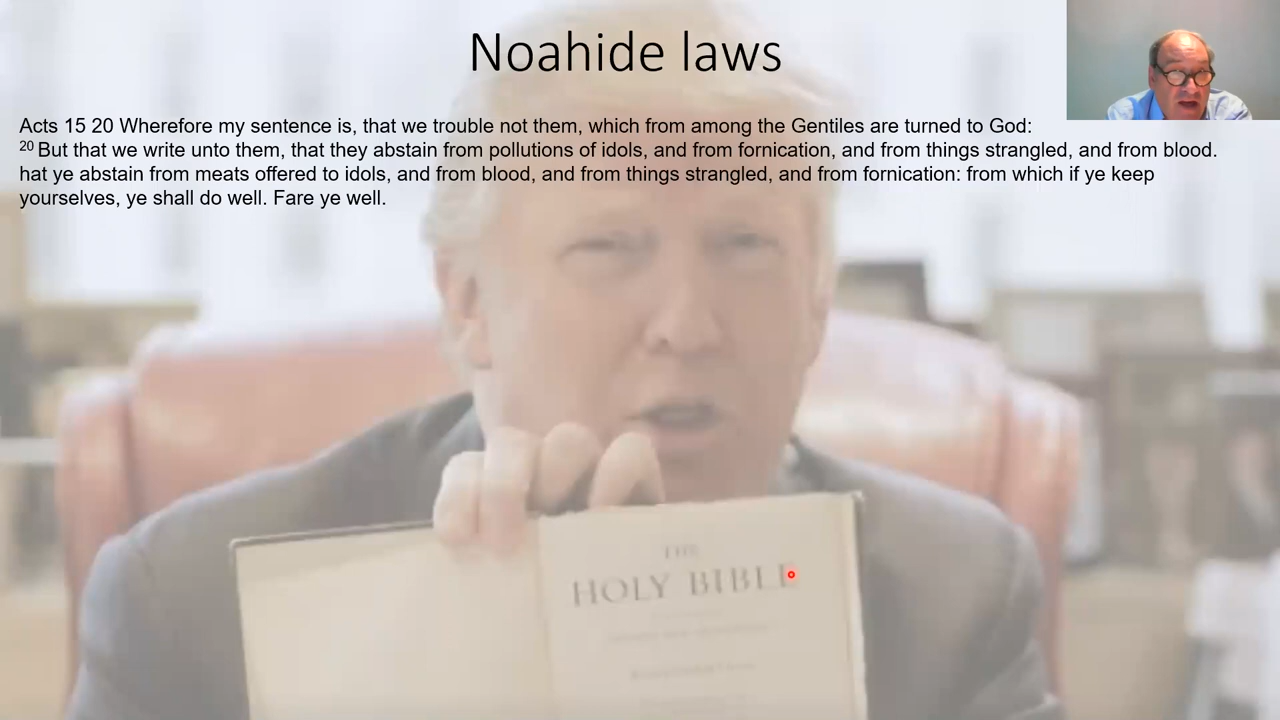 Noahide laws
Acts 15 20 Wherefore my sentence is, that we trouble not them, which from among the Gentiles are turned to God:
20 But that we write unto them, that they abstain from pollutions of idols, and from fornication, and from things strangled, and from blood.
hat ye abstain from meats offered to idols, and from blood, and from things strangled, and from fornication: from which if ye keep
yourselves, ye shall do well. Fare ye well.
THE
HOLY BIBLE